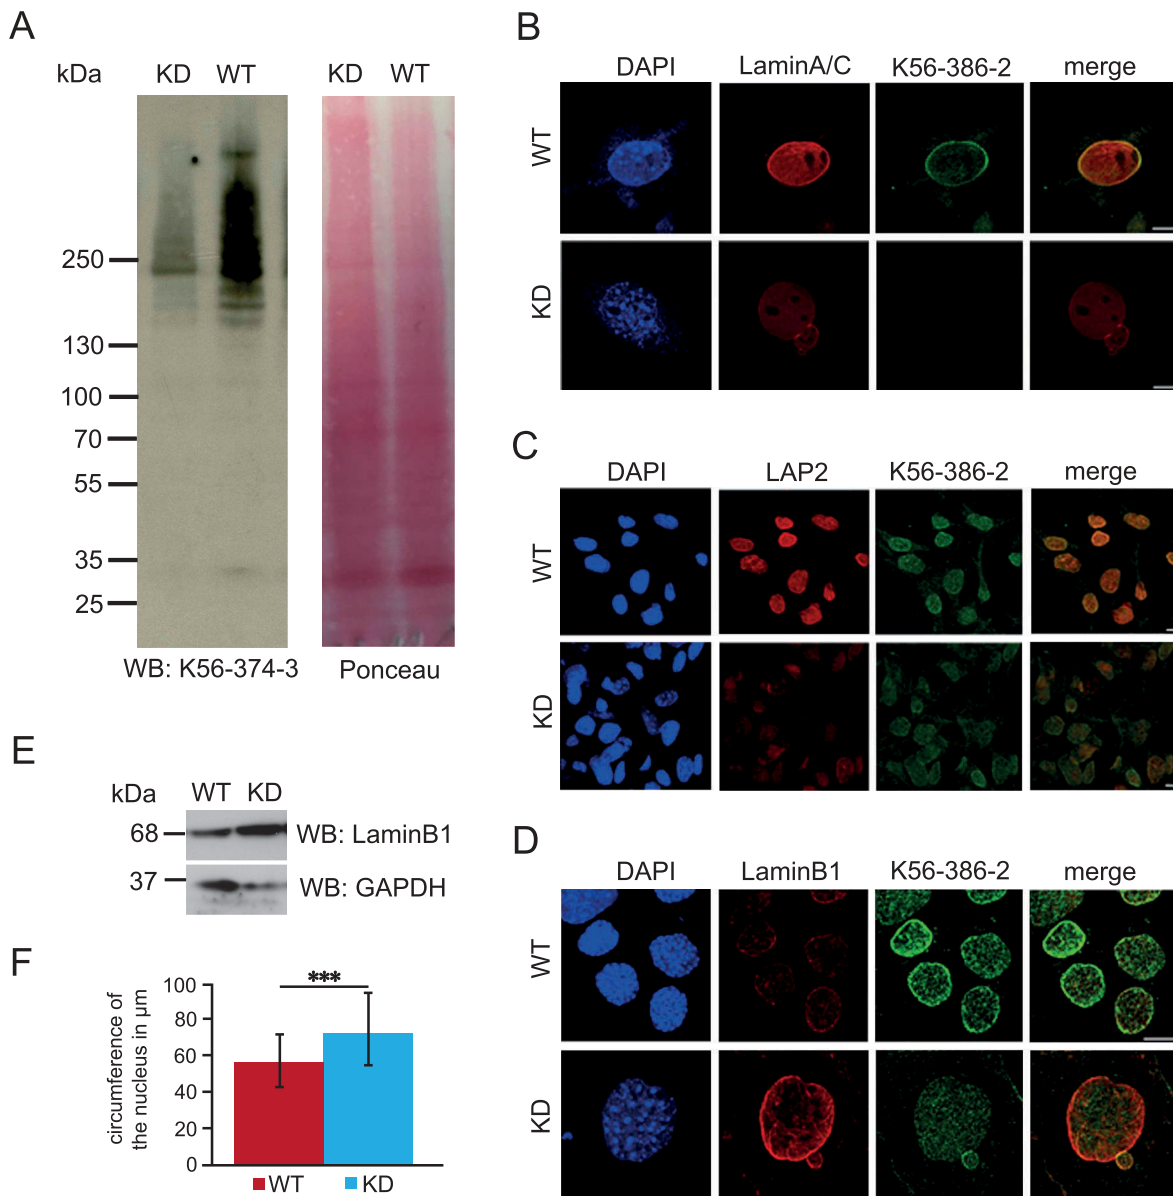 A
kDa KD WT KD WT
250
130
100
70
55
35
25
WB: K56-374-3 Ponceau
B
DAPI LaminA/C K56-386-2 merge
WT
KD
C
DAPI LAP2 K56-386-2 merge
WT
KD
D
DAPI LaminB1 K56-386-2 merge
WT
KD
E
kDa WT KD
68 WB: LaminB1
37 WB: GAPDH
F
circumference of
the nucleus in µm
100
80
60
40
20
0
***
WT KD